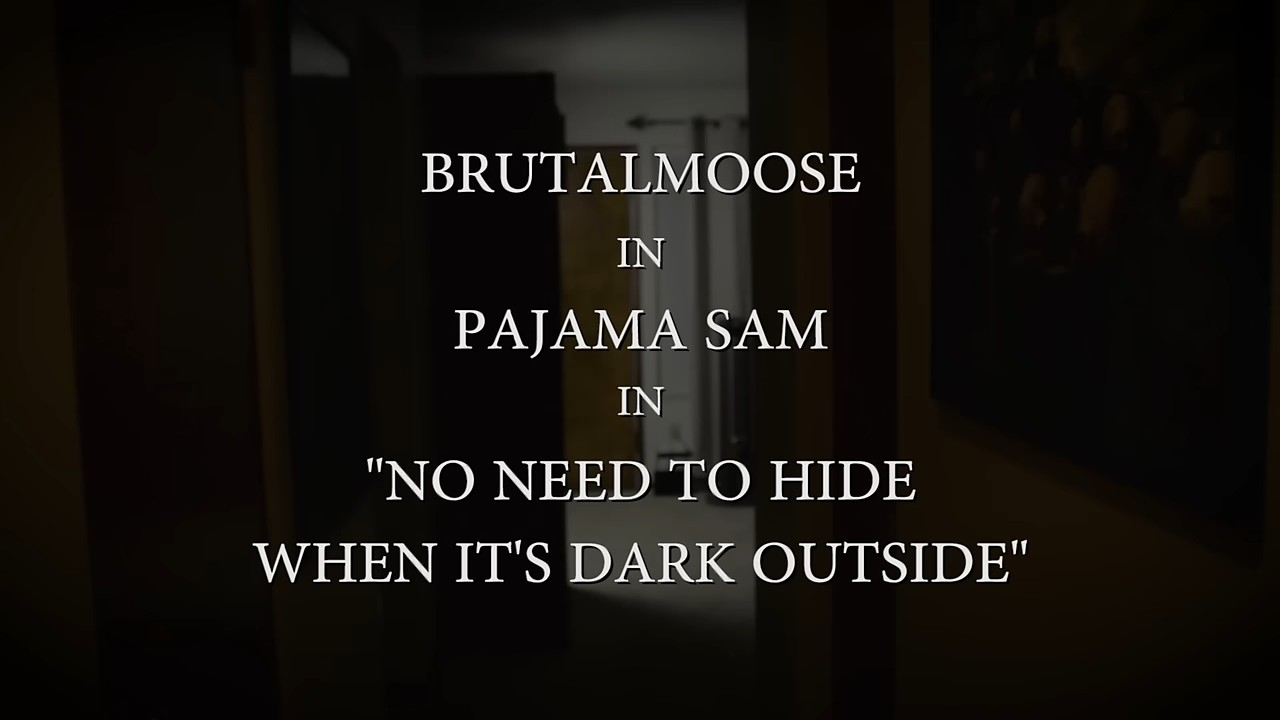 BRUTALMOOSE
IN
PAJAMA SAM
IN
"NO NEED TO HIDE
WHEN IT'S DARK OUTSIDE"